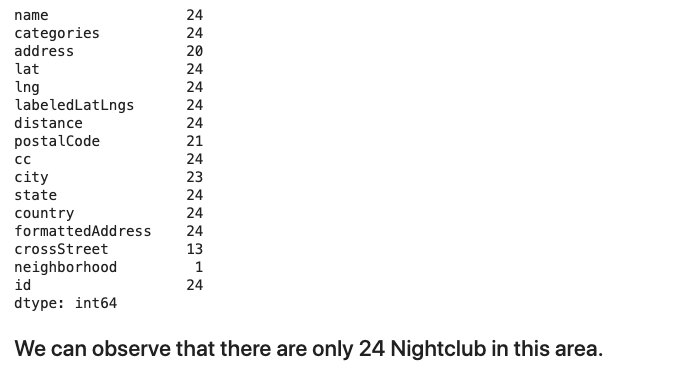 name 24
categories 24
address 20
lat 24
lng 24
labeledLatLngs 24
distance 24
postalCode 21
cc 24
city 23
state 24
country 24
formattedAddress 24
crossStreet 13
neighborhood 1
id 24
dtype: int64
We can observe that there are only 24 Nightclub in this area.